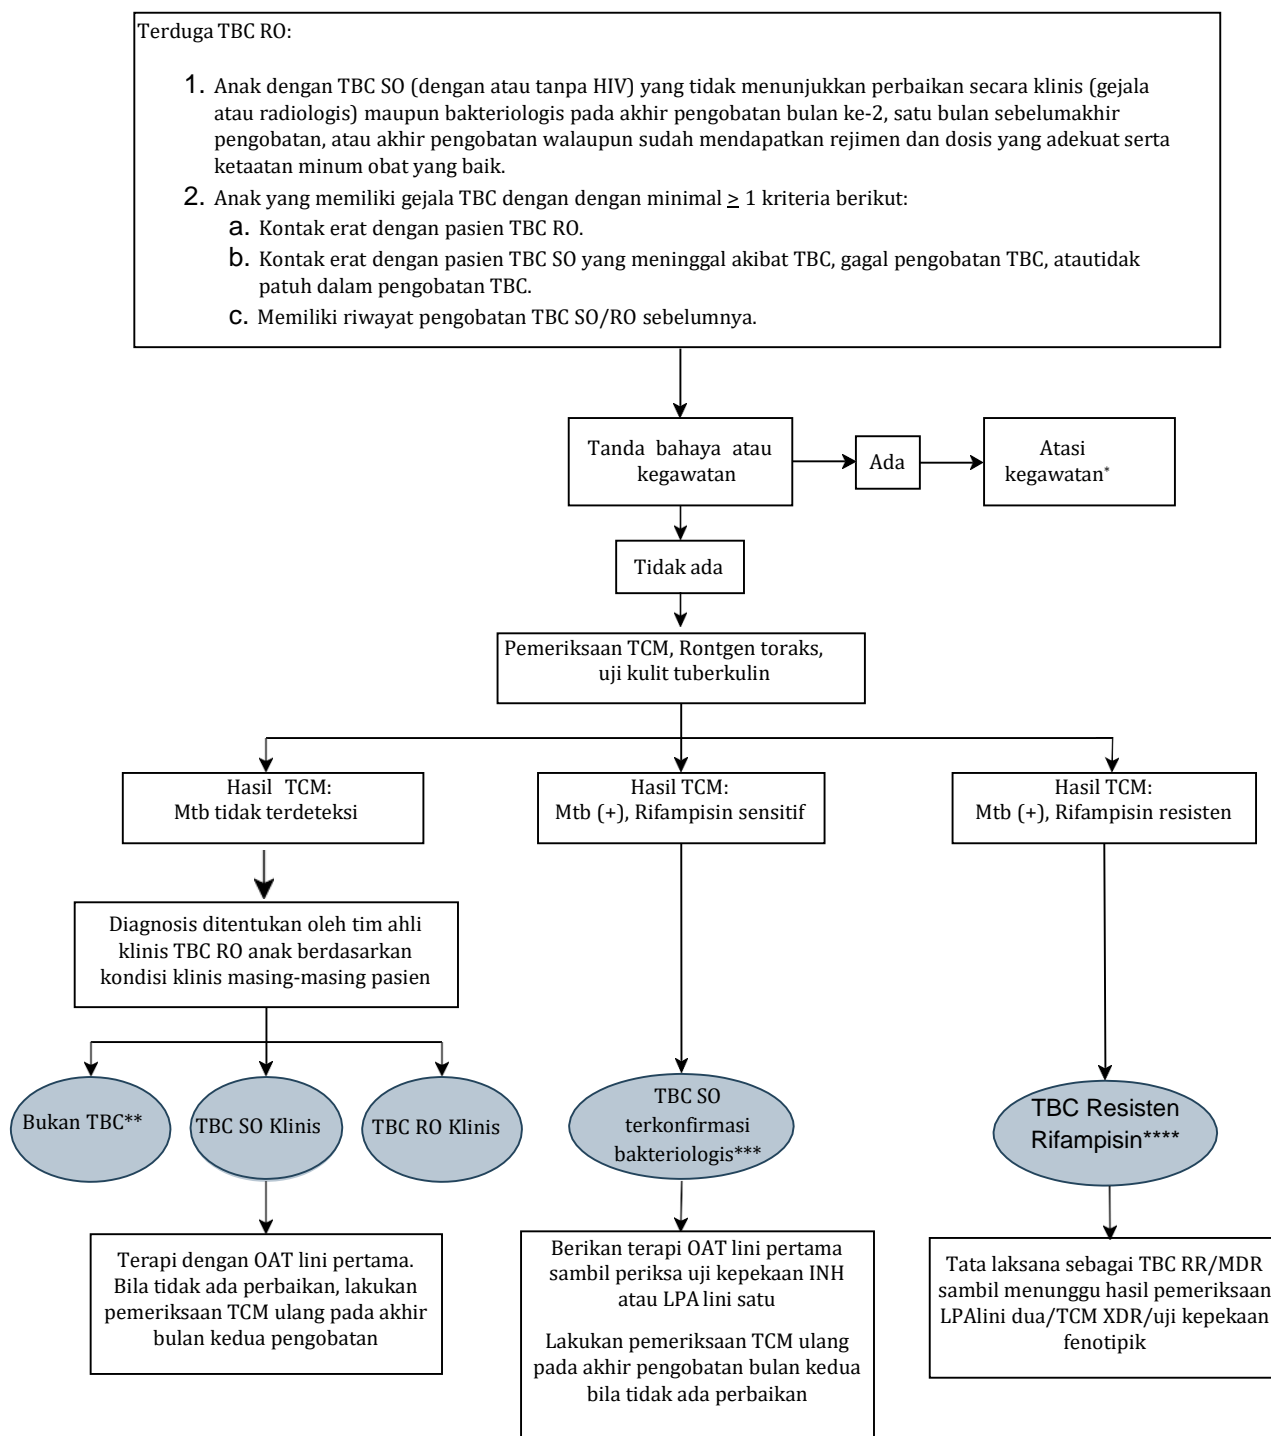 Terduga TBC RO:
1. Anak dengan TBC SO (dengan atau tanpa HIV) yang tidak menunjukkan perbaikan secara klinis (gejala
atau radiologis) maupun bakteriologis pada akhir pengobatan bulan ke-2, satu bulan sebelumakhir
pengobatan, atau akhir pengobatan walaupun sudah mendapatkan rejimen dan dosis yang adekuat serta
ketaatan minum obat yang baik.
2. Anak yang memiliki gejala TBC dengan dengan minimal ≥ 1 kriteria berikut:
a. Kontak erat dengan pasien TBC RO.
b. Kontak erat dengan pasien TBC SO yang meninggal akibat TBC, gagal pengobatan TBC, atautidak
patuh dalam pengobatan TBC.
c. Memiliki riwayat pengobatan TBC SO/RO sebelumnya.
Tanda bahaya atau
kegawatan
Ada
Atasi
kegawatan*
Tidak ada
Pemeriksaan TCM, Rontgen toraks,
uji kulit tuberkulin
Hasil TCM:
Mtb tidak terdeteksi
Hasil TCM:
Mtb (+), Rifampisin sensitif
Hasil TCM:
Mtb (+), Rifampisin resisten
Diagnosis ditentukan oleh tim ahli
klinis TBC RO anak berdasarkan
kondisi klinis masing-masing pasien
Bukan TBC**
TBC SO Klinis
TBC RO Klinis
TBC SO
terkonfirmasi
bakteriologis***
TBC Resisten
Rifampisin****
Terapi dengan OAT lini pertama.
Bila tidak ada perbaikan, lakukan
pemeriksaan TCM ulang pada akhir
bulan kedua pengobatan
Berikan terapi OAT lini pertama
sambil periksa uji kepekaan INH
atau LPA lini satu
Lakukan pemeriksaan TCM ulang
pada akhir pengobatan bulan kedua
bila tidak ada perbaikan
Tata laksana sebagai TBC RR/MDR
sambil menunggu hasil pemeriksaan
LPAlini dua/TCM XDR/uji kepekaan
fenotipik